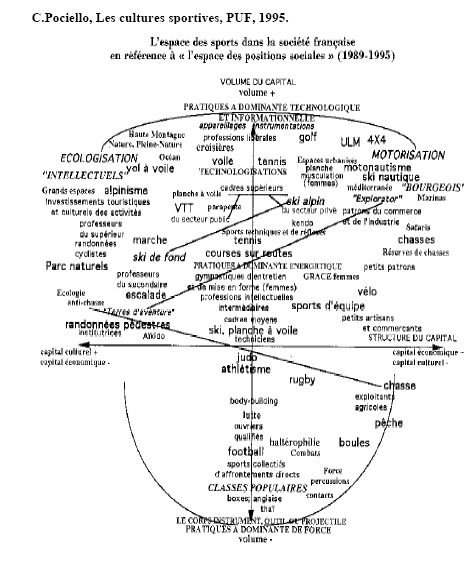 C.Pociello, Les cultures sportives, PUF, 1995.
L'espace des sports dans la société française
en référence à « l'espace des positions sociales » (1989-1995)
VOLUME DU CAPITAL
volume +
PRATIQUES A DOMINANTE TECHNOLOGIQUE
ET INFORMATIONNELLE
appareillages instrumentations
Haute Montagne
professions libérales
golf
ULM 4X4
Nature, Pleine-Nature
croisières
ECOLOGISATION
Océan
voile
tennis
Espaces urbanisés
MOTORISATION
"INTELLECTUELS"
vol à voile
TECHNOLOGISATIONS
planche
musculation
(femmes)
motonautisme
ski nautique
Grands espaces
alpinisme
planche à voile
cadres supérieurs
méditerranée
"BOURGEOIS"
Investissements touristiques
et culturels des activités
VTT
parapente
ski alpin
"Explorator"
Marinas
du secteur public
du secteur privé
patrons du commerce
et de l'industrie
professeurs
du supérieur
kendo
Safaris
randonnées
cyclistes
marche
Sports techniques et de réflexes
tennis
chasses
ski de fond
courses sur routes
Réserves de chasses
Parc naturels
PRATIQUES A DOMINANTE ENERGETIQUE
petits patrons
professeurs
du secondaire
gymnastiques d'entretien
et de mise en forme (femmes)
GRACE femmes
Ecologie
anti-chasse
escalade
professions intellectuelles
intermédiaires
vélo
"Terres d'aventure"
cadres moyens
sports d'équipe
randonnées pédestres
ski, planche à voile
petits artisans
et commerçants
institutrices
Aïkido
techniciens
STRUCTURE DU CAPITAL
capital culturel +
capital économique -
capital économique +
capital culturel -
judo
athlétisme
rugby
chasse
body-building
exploitants
agricoles
lutte
ouvriers
qualifiés
pêche
haltérophilie
boules
football
Combats
sports collectifs
d'affrontements directs
Force
percussions
CLASSES POPULAIRES
contacts
boxes; anglaise
thaï
LE CORPS INSTRUMENT, OUTIL OU PROJECTILE
PRATIQUES A DOMINANTE DE FORCE
volume -